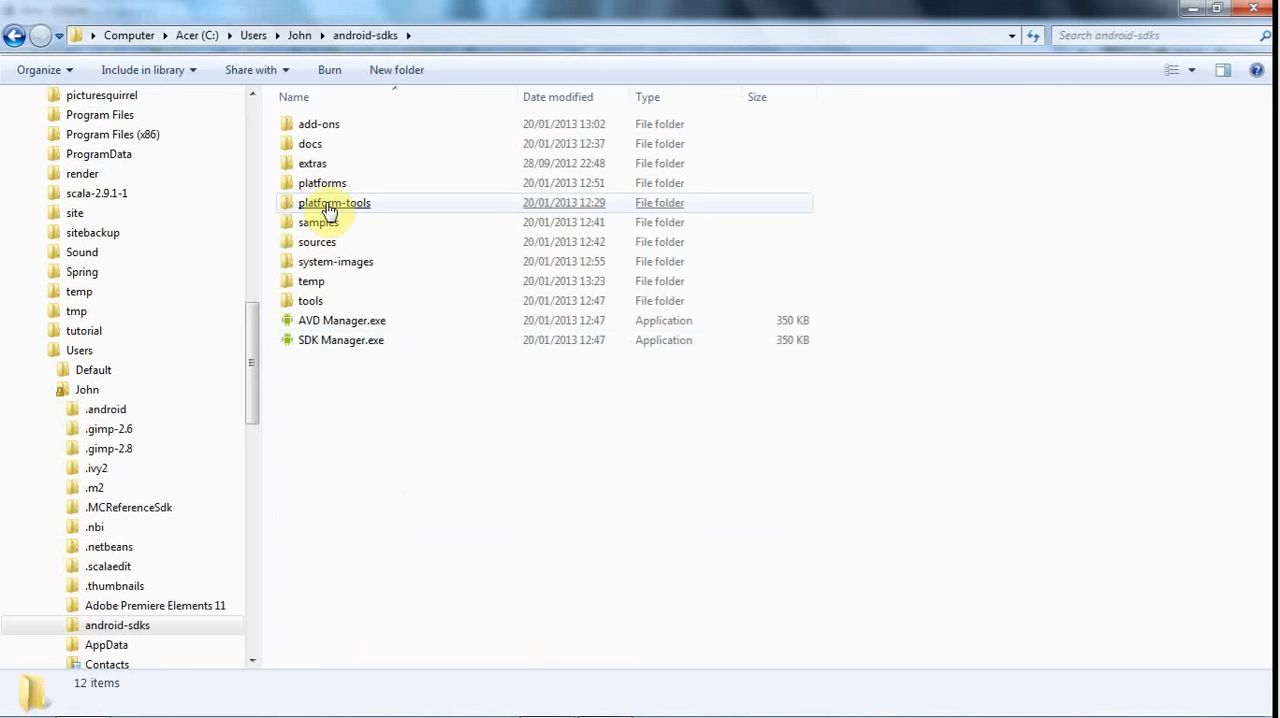 Computer Acer (C:) Users John android-sdks
Search android-sdks
Organize Include in library Share with Burn New folder
picturesquirrel
Program Files
Program Files (x86)
ProgramData
render
scala-2.9.1-1
site
sitebackup
Sound
Spring
temp
tmp
tutorial
Users
Default
John
.android
.gimp-2.6
.gimp-2.8
.ivy2
.m2
.MCReferenceSdk
.nbi
.netbeans
.scalaedit
.thumbnails
Adobe Premiere Elements 11
android-sdks
AppData
Contacts
Name Date modified Type Size
add-ons 20/01/2013 13:02 File folder
docs 20/01/2013 12:37 File folder
extras 28/09/2012 22:48 File folder
platforms 20/01/2013 12:51 File folder
platform-tools 20/01/2013 12:29 File folder
samples 20/01/2013 12:41 File folder
sources 20/01/2013 12:42 File folder
system-images 20/01/2013 12:55 File folder
temp 20/01/2013 13:23 File folder
tools 20/01/2013 12:47 File folder
AVD Manager.exe 20/01/2013 12:47 Application 350 KB
SDK Manager.exe 20/01/2013 12:47 Application 350 KB
12 items